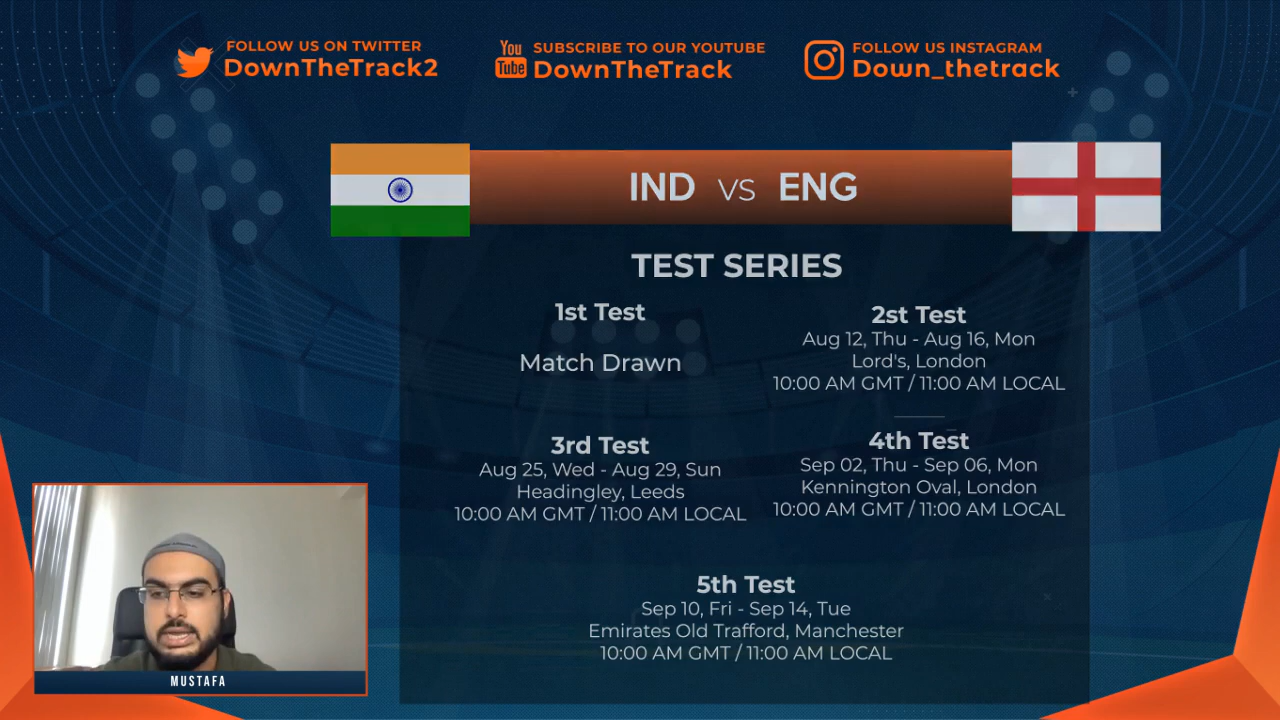 FOLLOW US ON TWITTER
DownTheTrack2
You
Tube
SUBSCRIBE TO OUR YOUTUBE
DownTheTrack
FOLLOW US INSTAGRAM
Down_thetrack
IND VS ENG
TEST SERIES
1st Test
Match Drawn
2st Test
Aug 12, Thu - Aug 16, Mon
Lord's, London
10:00 AM GMT / 11:00 AM LOCAL
3rd Test
Aug 25, Wed - Aug 29, Sun
Headingley, Leeds
10:00 AM GMT / 11:00 AM LOCAL
4th Test
Sep 02, Thu - Sep 06, Mon
Kennington Oval, London
10:00 AM GMT / 11:00 AM LOCAL
5th Test
Sep 10, Fri - Sep 14, Tue
Emirates Old Trafford, Manchester
10:00 AM GMT / 11:00 AM LOCAL
MUSTAFA